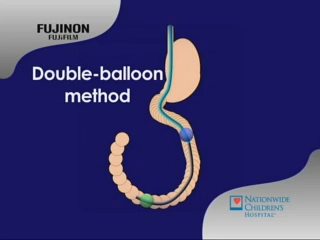 FUJINON
FUJIFILM
Double-balloon
method
NATIONWIDE
CHILDREN'S
HOSPITAL